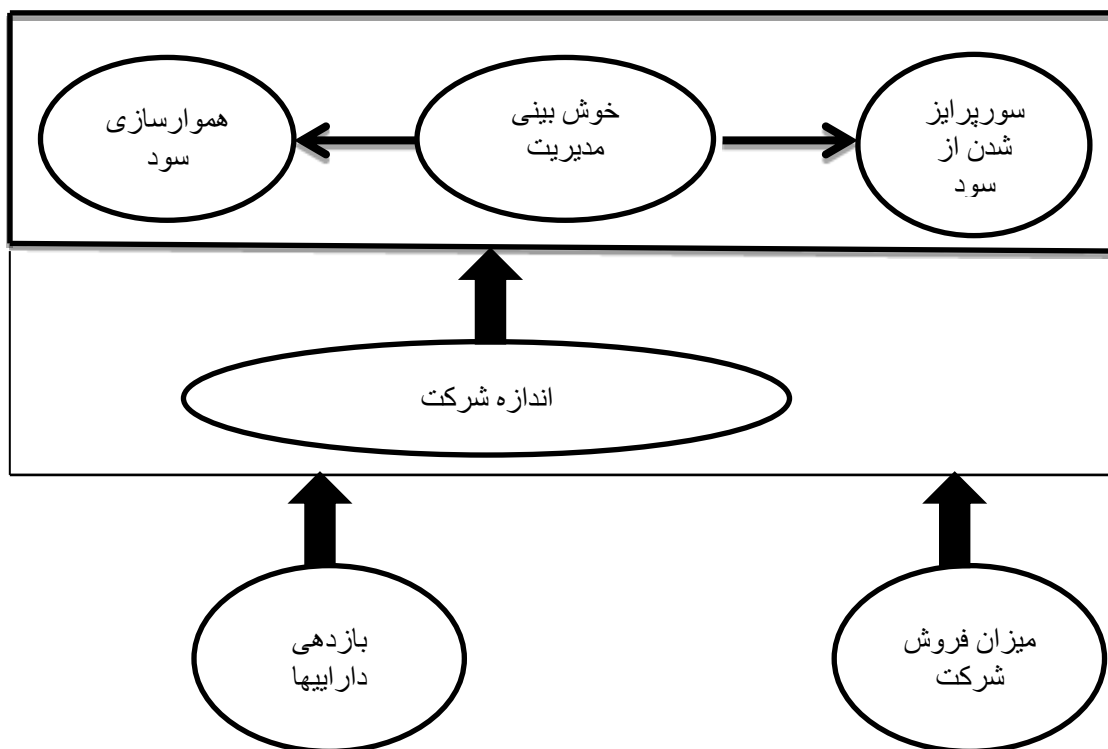 سورپرایز
شدن از
سود
خوش بینی
مدیریت
هموارسازی
سود
اندازه شرکت
میزان فروش
شرکت
بازدهی
داراییها